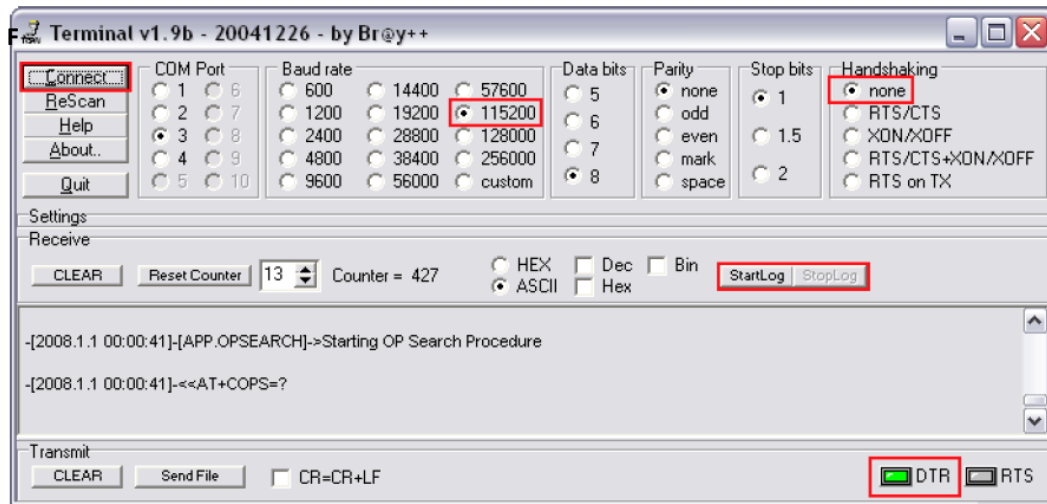 F
Terminal v1.9b - 20041226 - by Br@y++
Connect
ReScan
Help
About..
Quit
COM Port
1 6
2 7
3 8
4 9
5 10
Baud rate
600 14400 57600
1200 19200 115200
2400 28800 128000
4800 38400 256000
9600 56000 custom
Data bits
5
6
7
8
Parity
none
odd
even
mark
space
Stop bits
1
1.5
2
Handshaking
none
RTS/CTS
XON/XOFF
RTS/CTS+XON/XOFF
RTS on TX
Settings
Receive
CLEAR Reset Counter 13 Counter = 427
HEX Dec Bin
ASCII Hex
StartLog StopLog
-[2008.1.1 00:00:41]-[APP.OPSEARCH]->Starting OP Search Procedure
-[2008.1.1 00:00:41]-<<AT+COPS=?
Transmit
CLEAR Send File CR=CR+LF DTR RTS